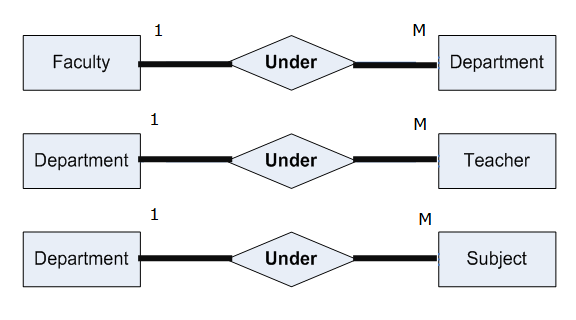 1 M
Faculty Under Department
1 M
Department Under Teacher
1 M
Department Under Subject